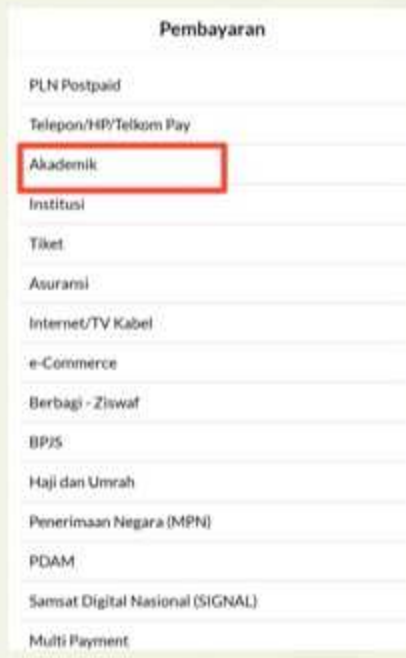 Pembayaran
PLN Postpaid
Telepon/HP/Telkom Pay
Akademik
Institusi
Tiket
Asuransi
Internet/TV Kabel
e-Commerce
Berbagi - Ziswaf
BPJS
Haji dan Umrah
Penerimaan Negara (MPN)
PDAM
Samsat Digital Nasional (SIGNAL)
Multi Payment